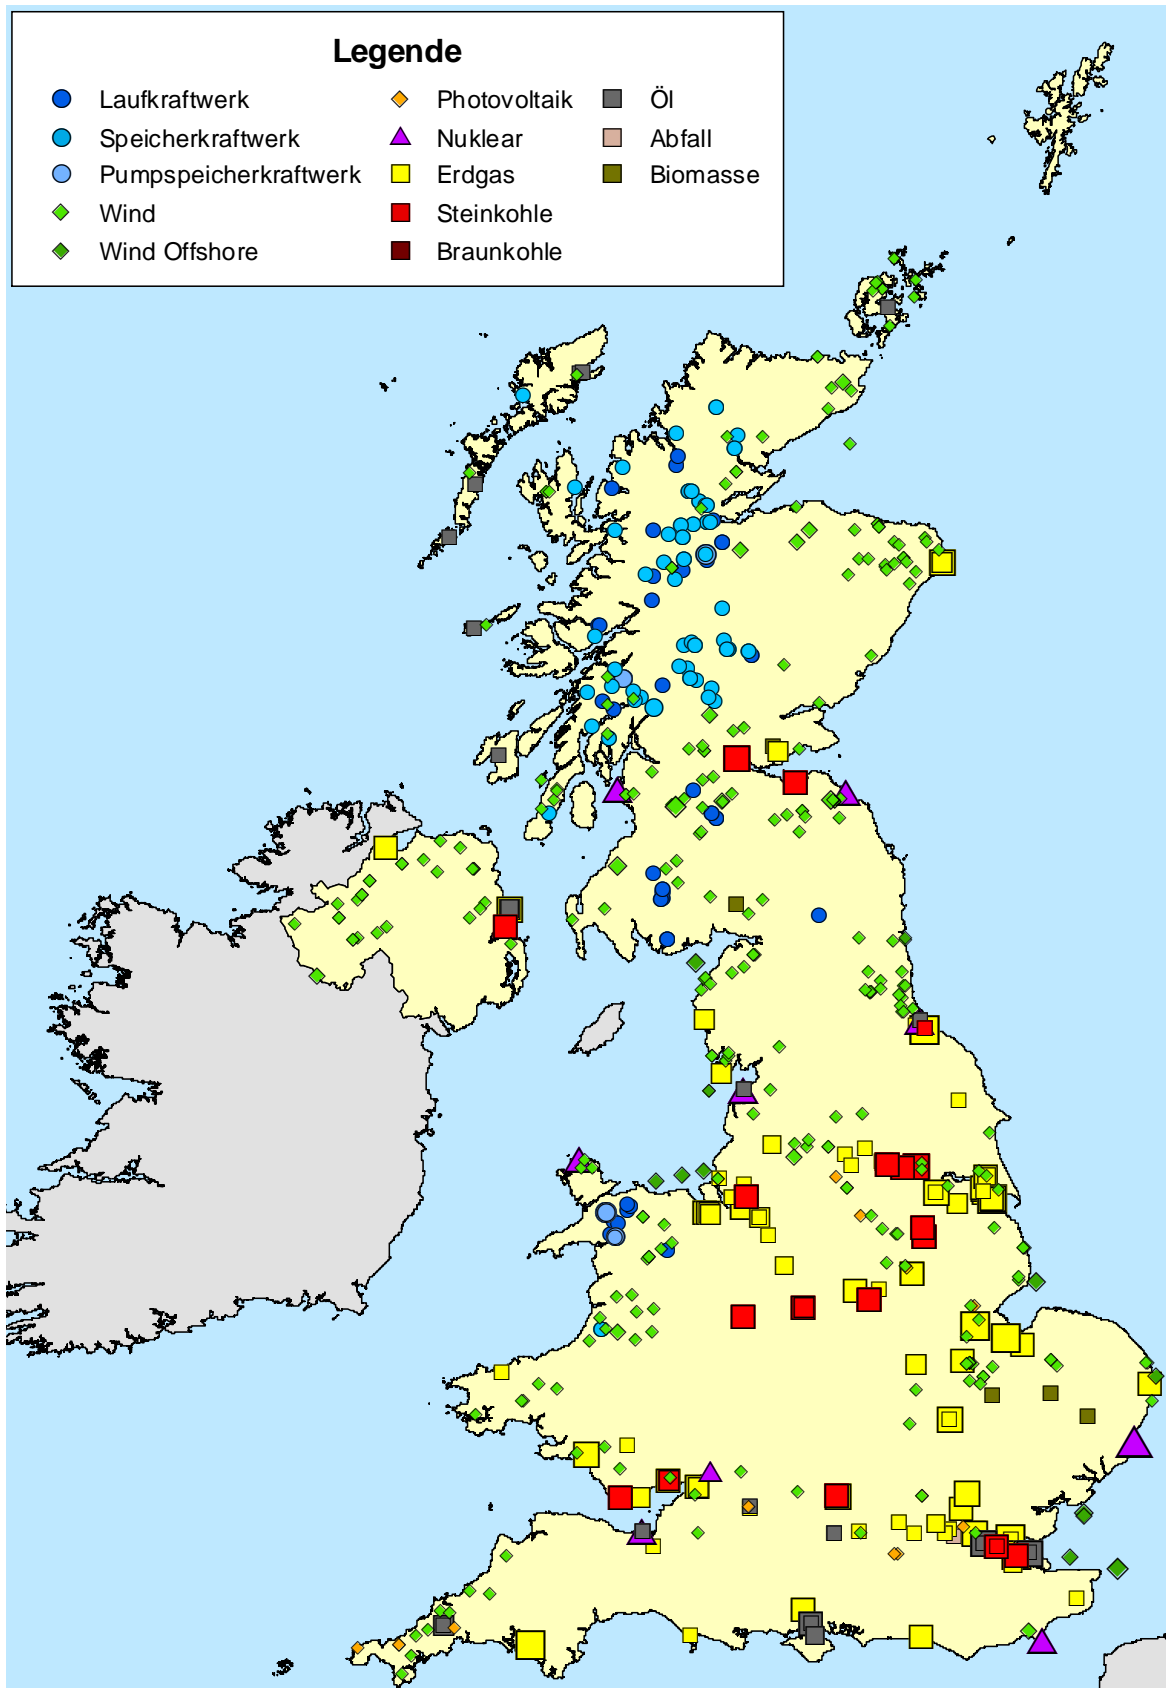 Legende
Laufkraftwerk
Speicherkraftwerk
Pumpspeicherkraftwerk
Wind
Wind Offshore
Photovoltaik
Nuklear
Erdgas
Steinkohle
Braunkohle
Öl
Abfall
Biomasse